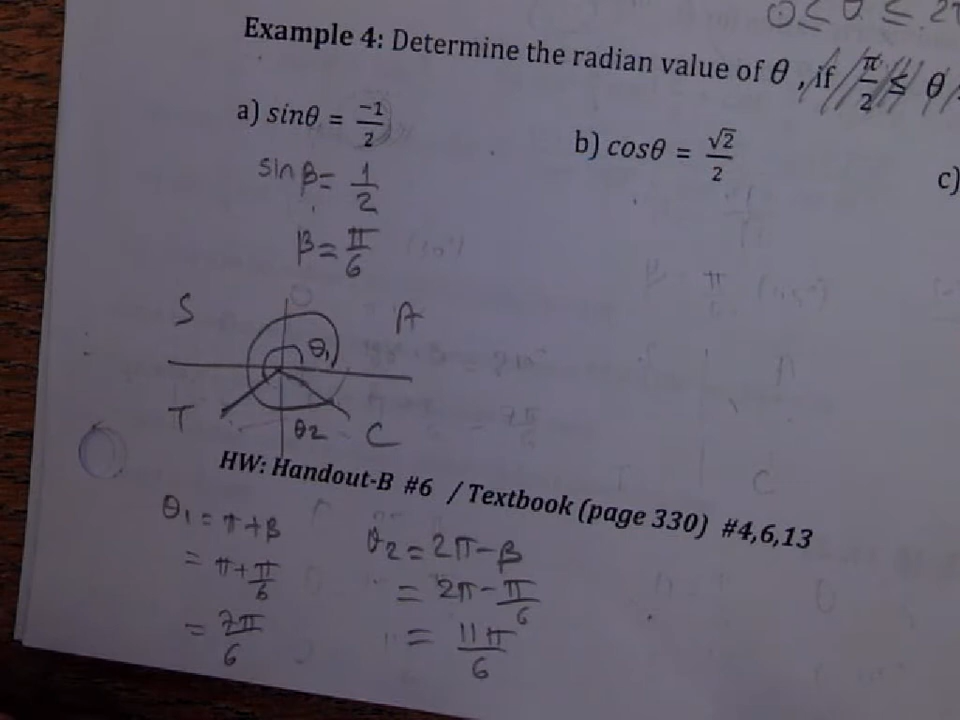 0 ≤ θ ≤ 2π
Example 4: Determine the radian value of θ , if π/2 ≤ θ
a) sinθ = -1/2
b) cosθ = √2/2
c)
sin β = 1/2
β = π/6
S A
θ1
T θ2 C
HW: Handout-B #6 / Textbook (page 330) #4,6,13
θ1 = π + β
= π + π/6
= 7π/6
θ2 = 2π - β
= 2π - π/6
= 11π/6